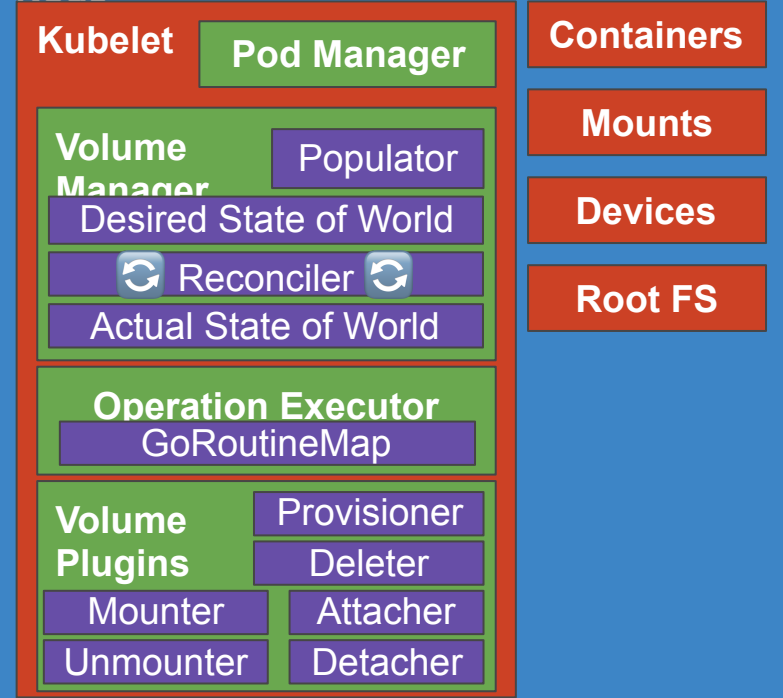 Kubelet
Pod Manager
Volume
Manager
Populator
Desired State of World
Reconciler
Actual State of World
Operation Executor
GoRoutineMap
Volume
Plugins
Provisioner
Deleter
Mounter
Attacher
Unmounter
Detacher
Containers
Mounts
Devices
Root FS